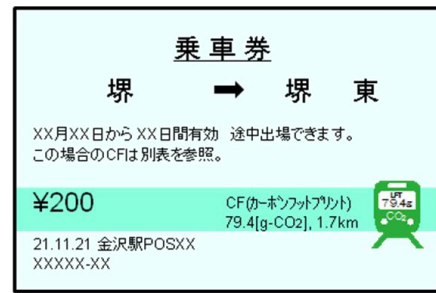 乗車券
堺 ➡ 堺東
XX月XX日からXX日間有効 途中出場できます。
この場合のCFは別表を参照。
¥200 CF(カーボンフットプリント)
79.4[g-CO2], 1.7km
79.4g
CO2
21.11.21 金沢駅POSXX
XXXXX-XX